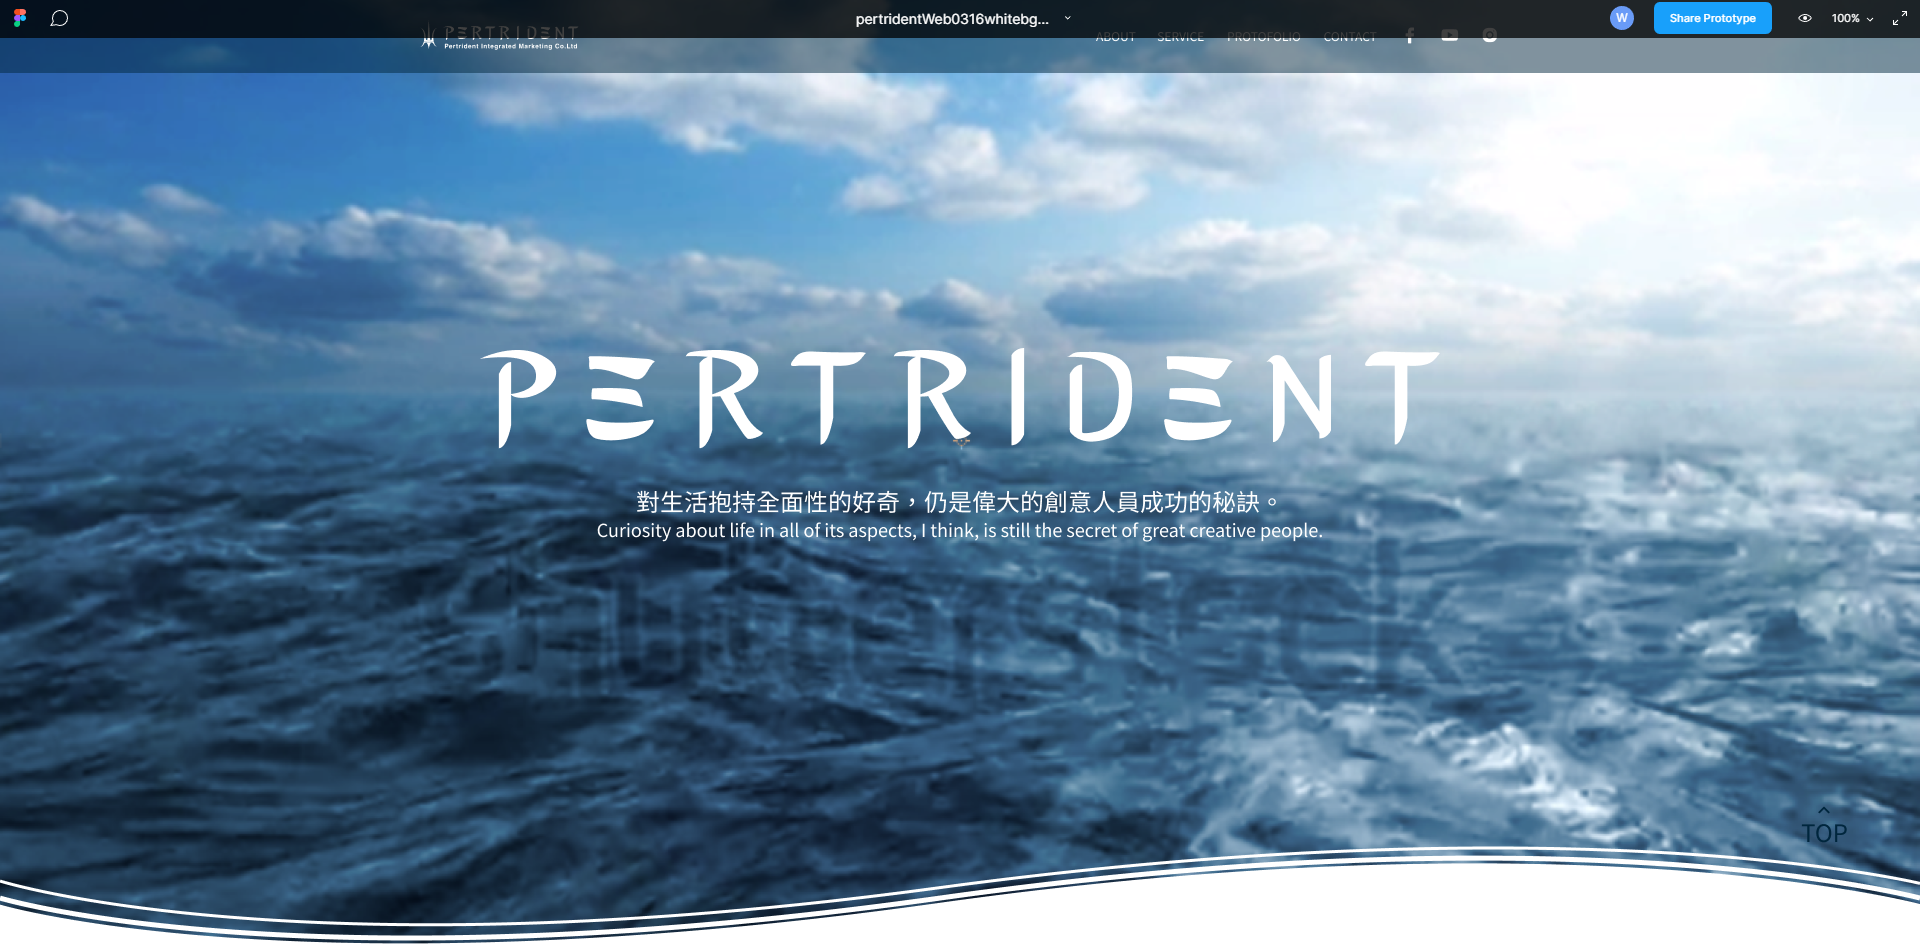 pertridentWeb0316whitebg...
W
Share Prototype
100%
PERTRIDENT
Pertrident Integrated Marketing Co.Ltd
ABOUT
SERVICE
PROTOFOLIO
CONTACT
PERTRIDENT
對生活抱持全面性的好奇，仍是偉大的創意人員成功的秘訣。
Curiosity about life in all of its aspects, I think, is still the secret of great creative people.
shutterstock
TOP